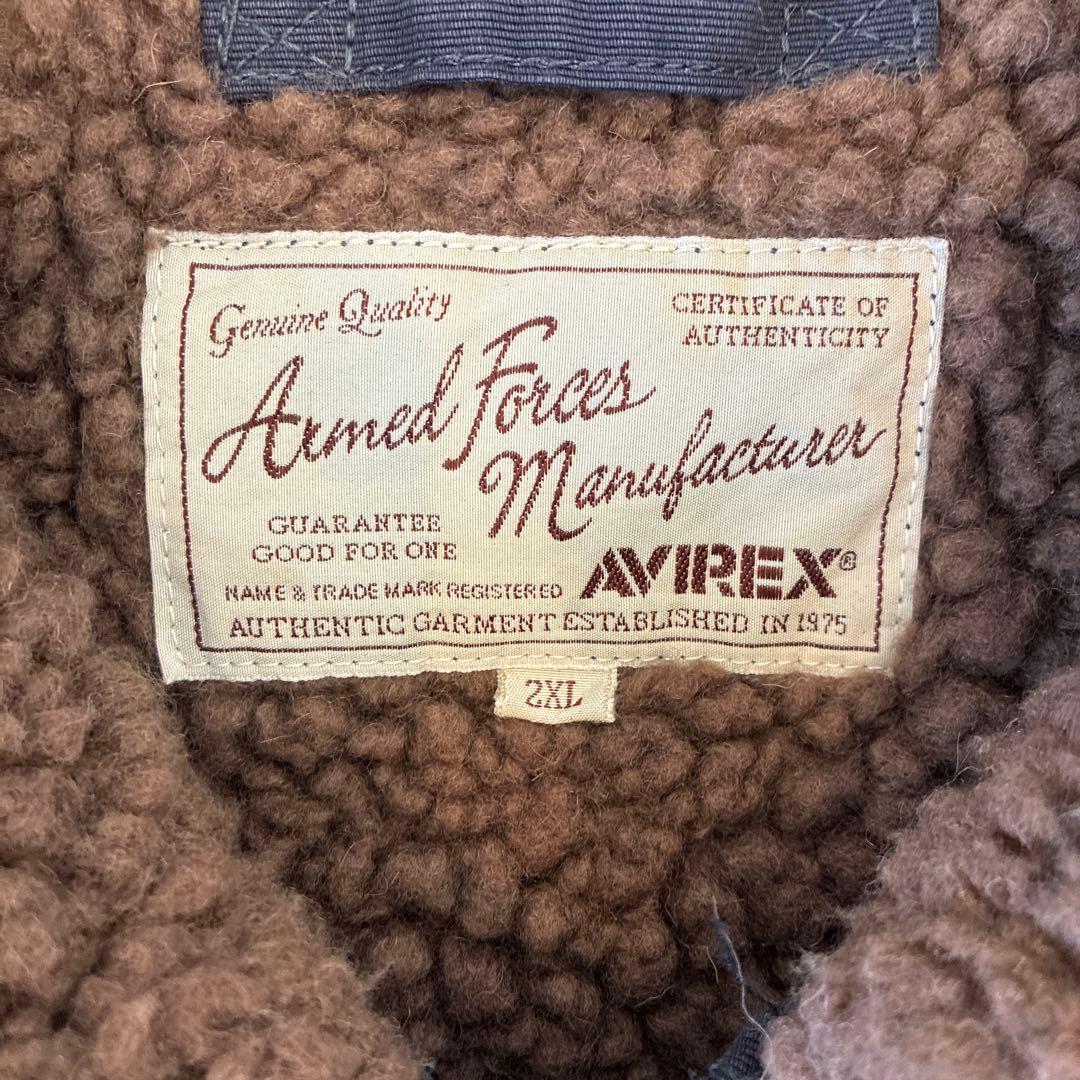 Genuine Quality
CERTIFICATE OF
AUTHENTICITY
Armed Forces
Manufacturer
GUARANTEE
GOOD FOR ONE
NAME & TRADE MARK REGISTERED
AVIREX®
AUTHENTIC GARMENT ESTABLISHED IN 1975
2XL